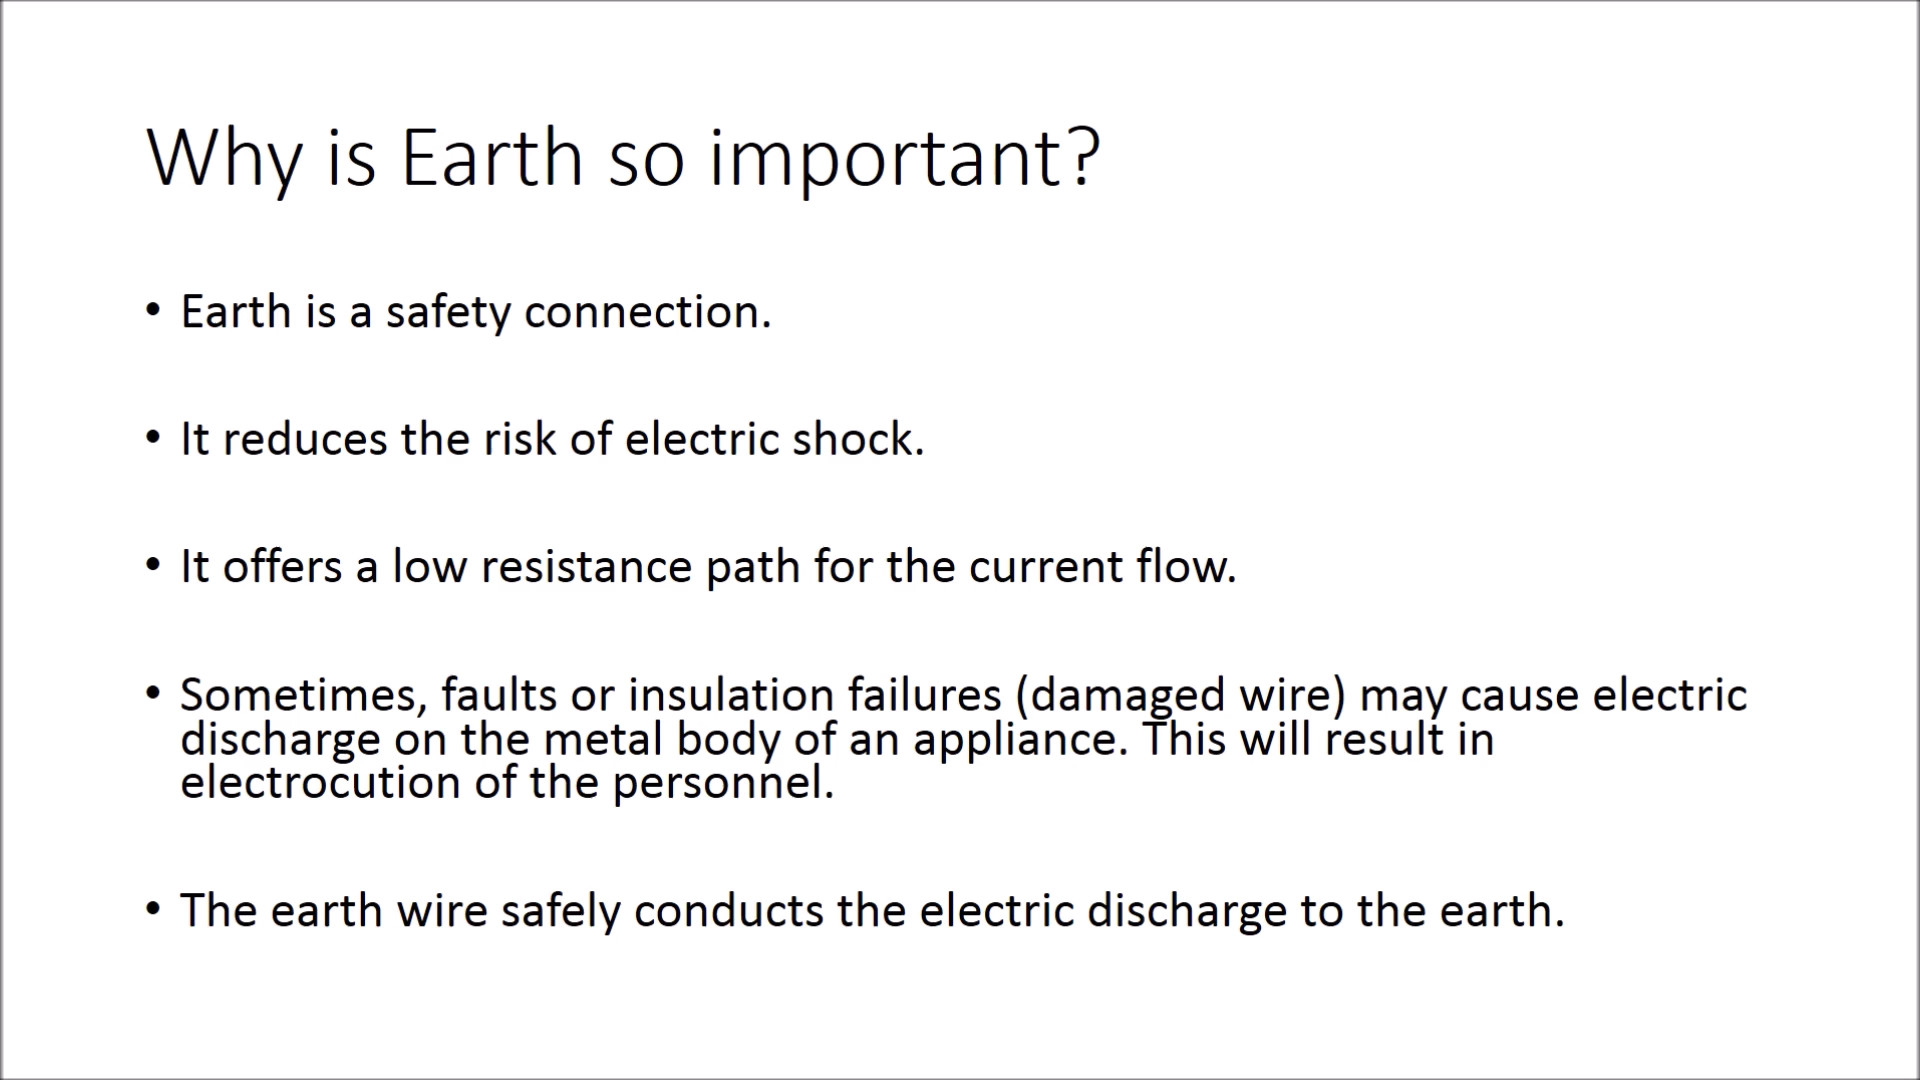 Why is Earth so important?
• Earth is a safety connection.
• It reduces the risk of electric shock.
• It offers a low resistance path for the current flow.
• Sometimes, faults or insulation failures (damaged wire) may cause electric
discharge on the metal body of an appliance. This will result in
electrocution of the personnel.
• The earth wire safely conducts the electric discharge to the earth.